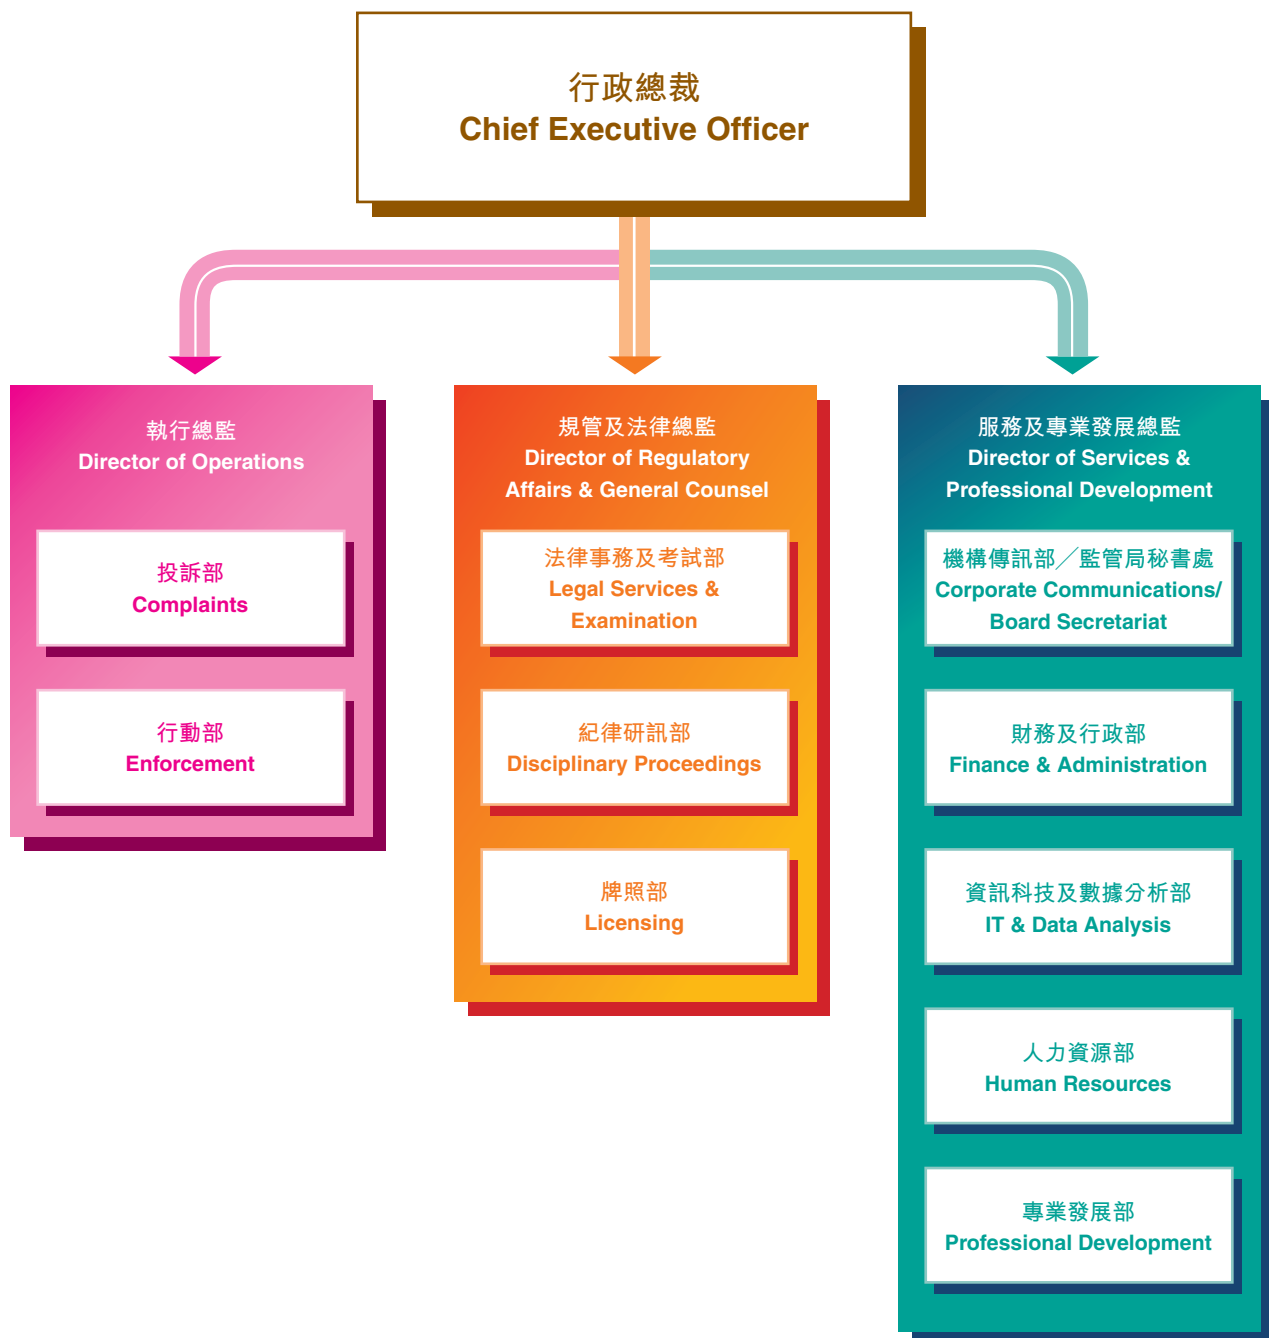 行政總裁
Chief Executive Officer
執行總監
Director of Operations
投訴部
Complaints
行動部
Enforcement
規管及法律總監
Director of Regulatory
Affairs & General Counsel
法律事務及考試部
Legal Services &
Examination
紀律研訊部
Disciplinary Proceedings
牌照部
Licensing
服務及專業發展總監
Director of Services &
Professional Development
機構傳訊部／監管局秘書處
Corporate Communications/
Board Secretariat
財務及行政部
Finance & Administration
資訊科技及數據分析部
IT & Data Analysis
人力資源部
Human Resources
專業發展部
Professional Development